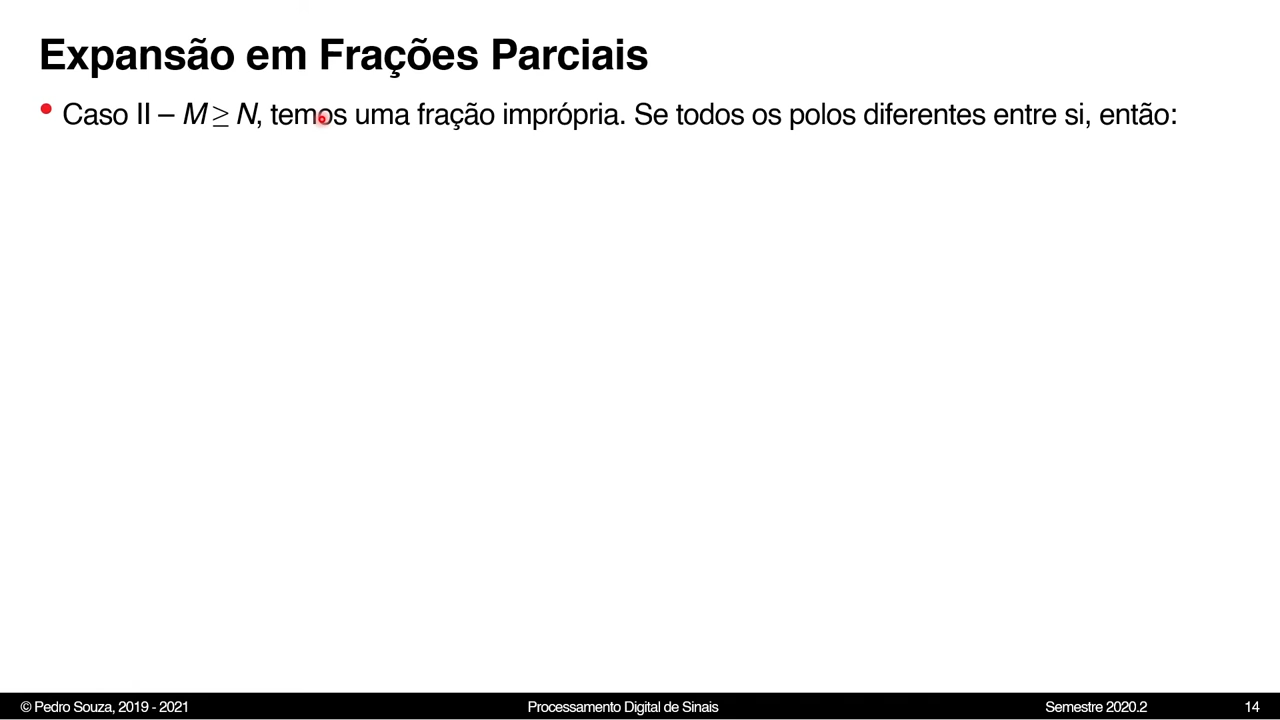 Expansão em Frações Parciais
• Caso II – M ≥ N, temos uma fração imprópria. Se todos os polos diferentes entre si, então:
© Pedro Souza, 2019 - 2021 Processamento Digital de Sinais Semestre 2020.2 14